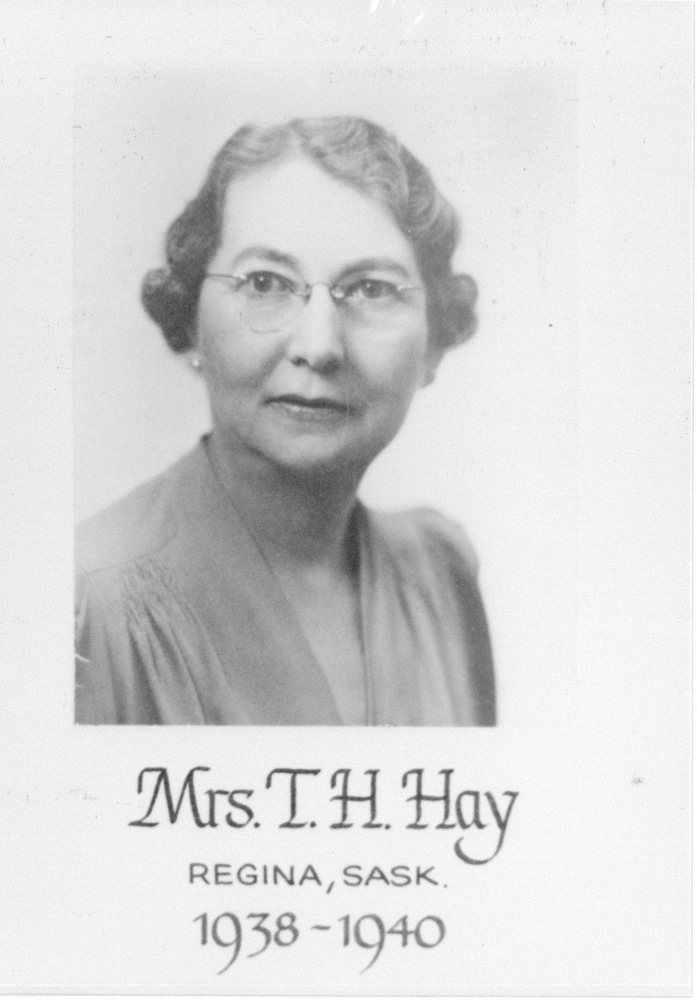 Mrs. T. H. Hay
REGINA, SASK.
1938-1940